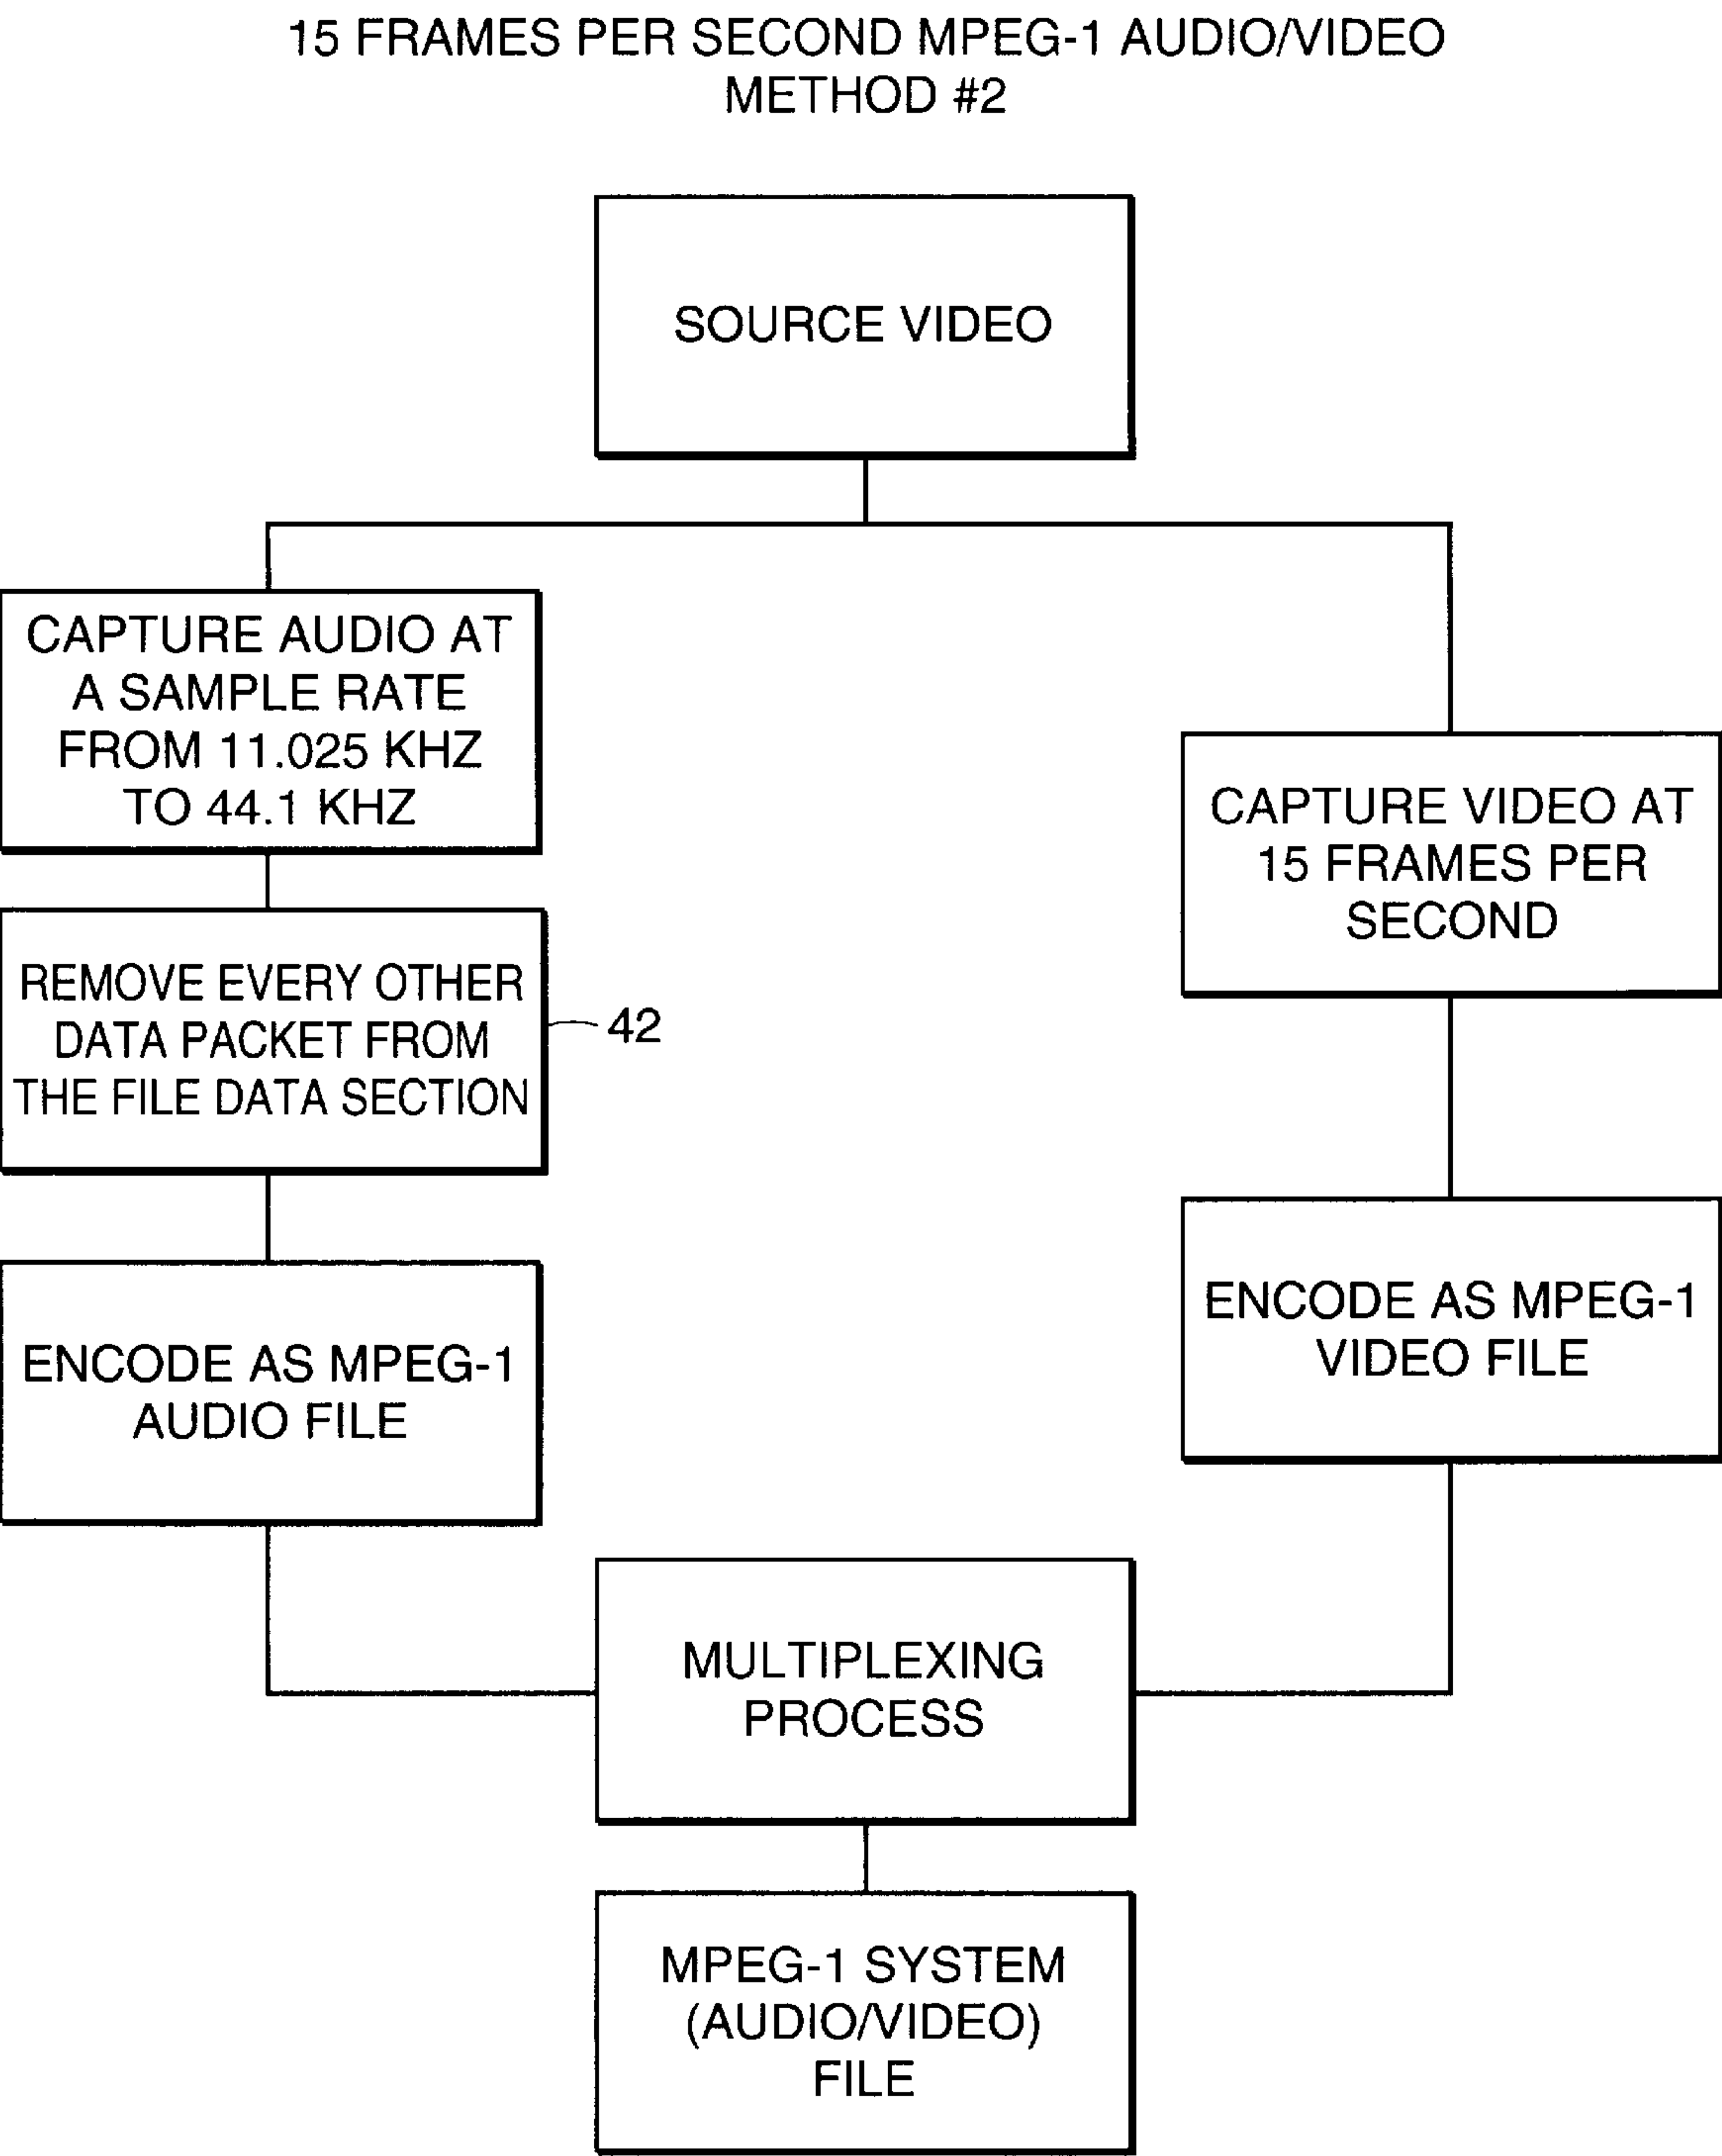 15 FRAMES PER SECOND MPEG-1 AUDIO/VIDEO
METHOD #2
SOURCE VIDEO
CAPTURE AUDIO AT
A SAMPLE RATE
FROM 11.025 KHZ
TO 44.1 KHZ
CAPTURE VIDEO AT
15 FRAMES PER
SECOND
REMOVE EVERY OTHER
DATA PACKET FROM
THE FILE DATA SECTION
42
ENCODE AS MPEG-1
AUDIO FILE
ENCODE AS MPEG-1
VIDEO FILE
MULTIPLEXING
PROCESS
MPEG-1 SYSTEM
(AUDIO/VIDEO)
FILE